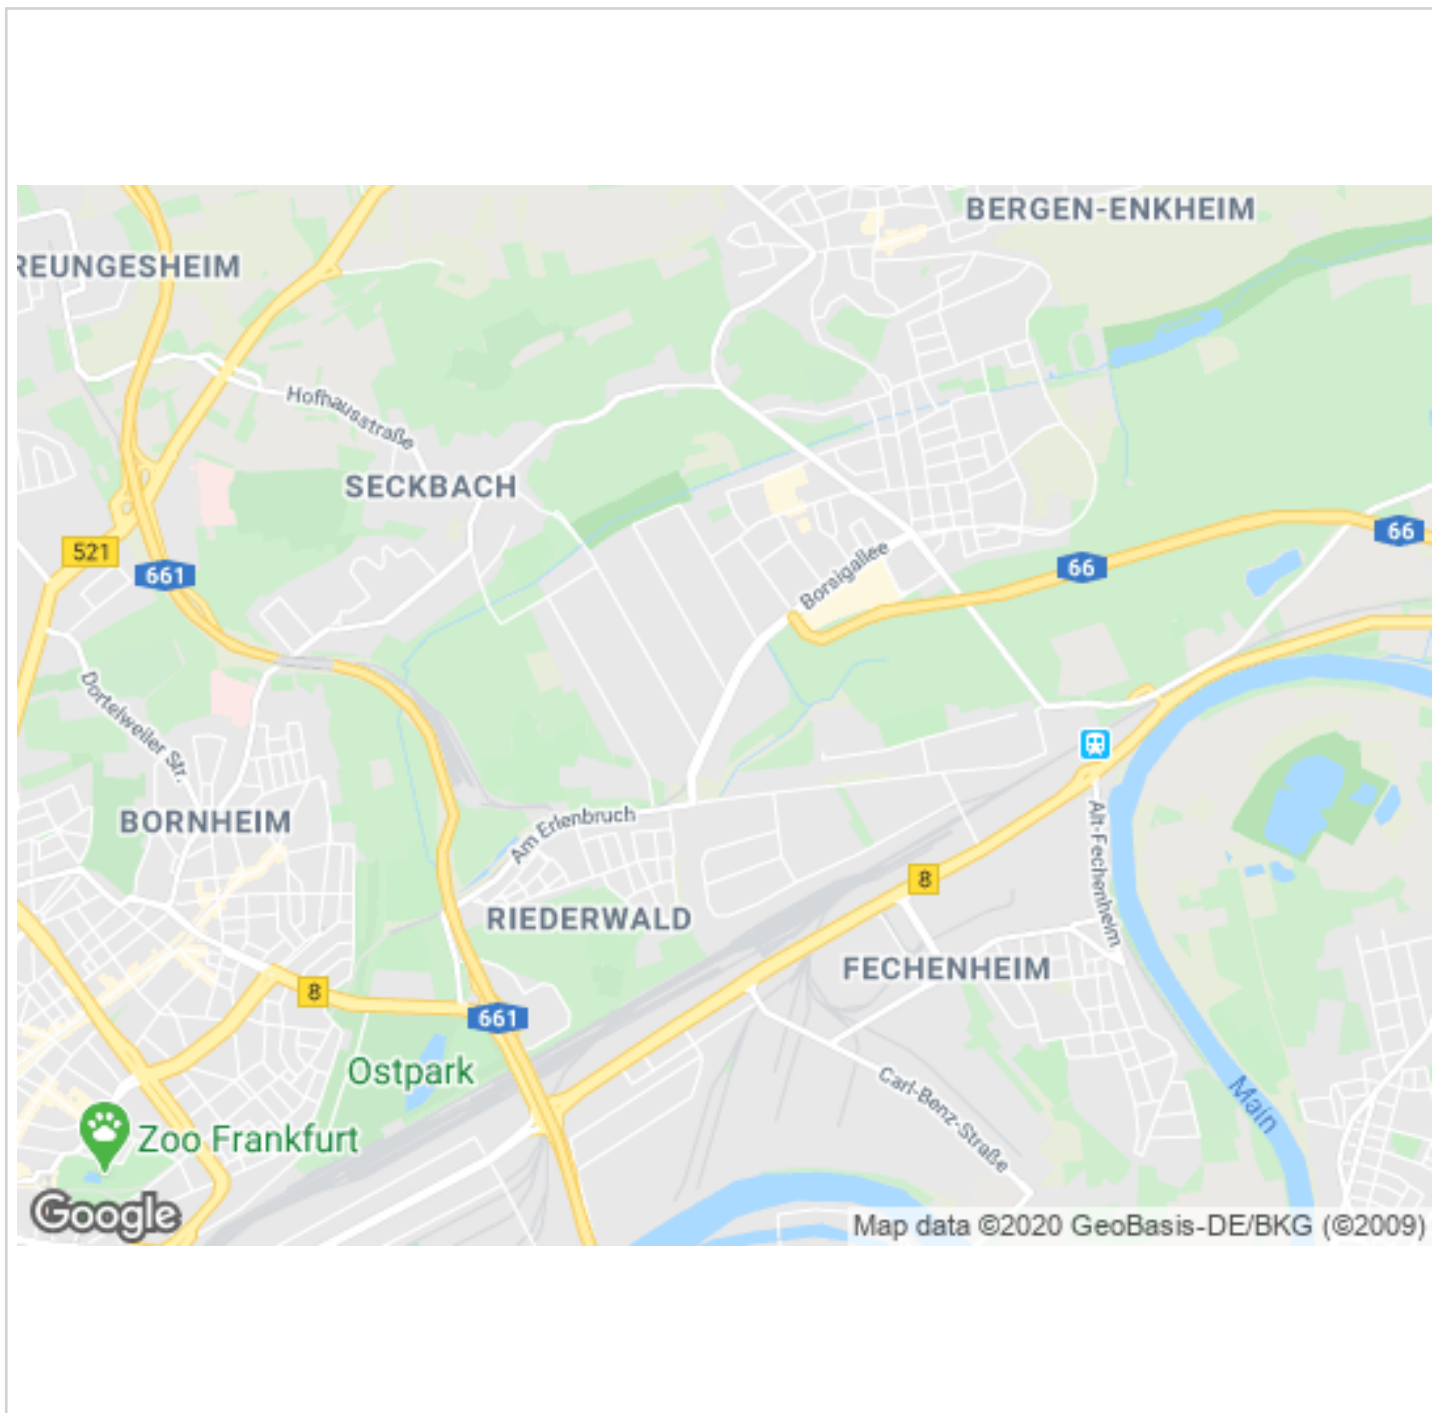 BERGEN-ENKHEIM
REUNGESHEIM
Hofhausstraße
SECKBACH
66
521
Borsigallee
66
661
Dortelweiler Str.
BORNHEIM
Am Erlenbruch
Alt-Fechenheim
8
RIEDERWALD
FECHENHEIM
8
661
Ostpark
Carl-Benz-Straße
Main
Zoo Frankfurt
Google
Map data ©2020 GeoBasis-DE/BKG (©2009)